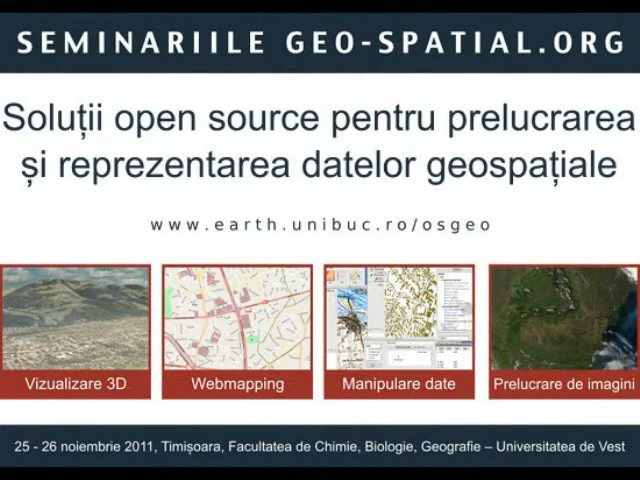 SEMINARIILE GEO-SPATIAL.ORG
Soluții open source pentru prelucrarea
și reprezentarea datelor geospațiale
www.earth.unibuc.ro/osgeo
Vizualizare 3D
Webmapping
Manipulare date
Prelucrare de imagini
25 - 26 noiembrie 2011, Timișoara, Facultatea de Chimie, Biologie, Geografie – Universitatea de Vest